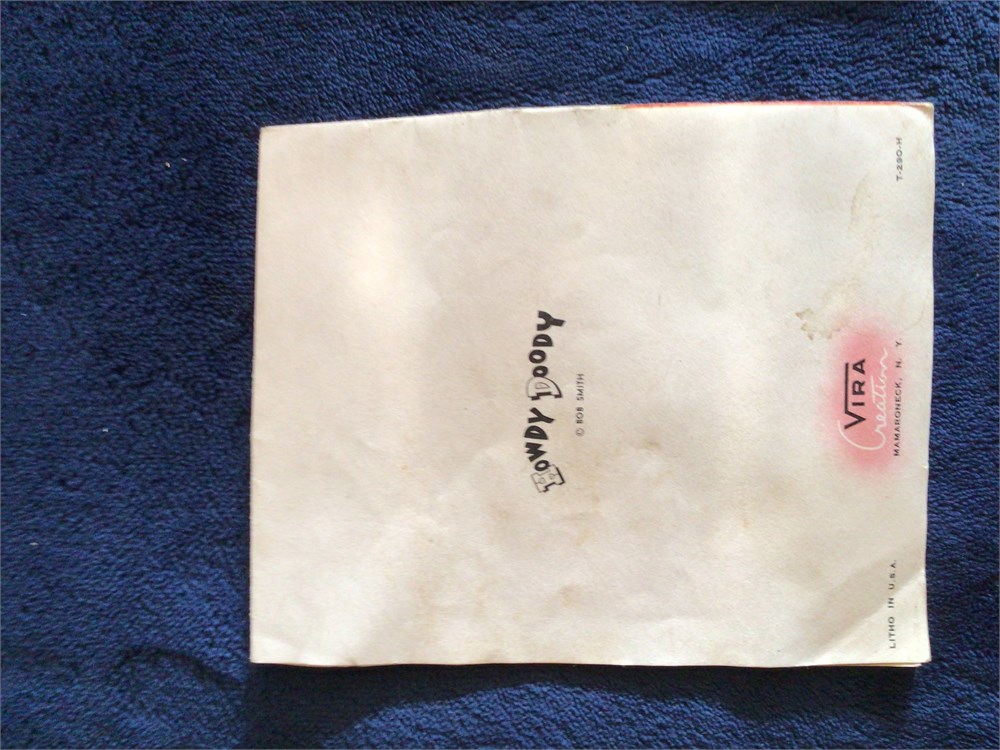 HOWDY DOODY
© BOB SMITH
VIRA
Creation
MAMARONECK, N. Y.
LITHO IN U.S.A.
T-290-H